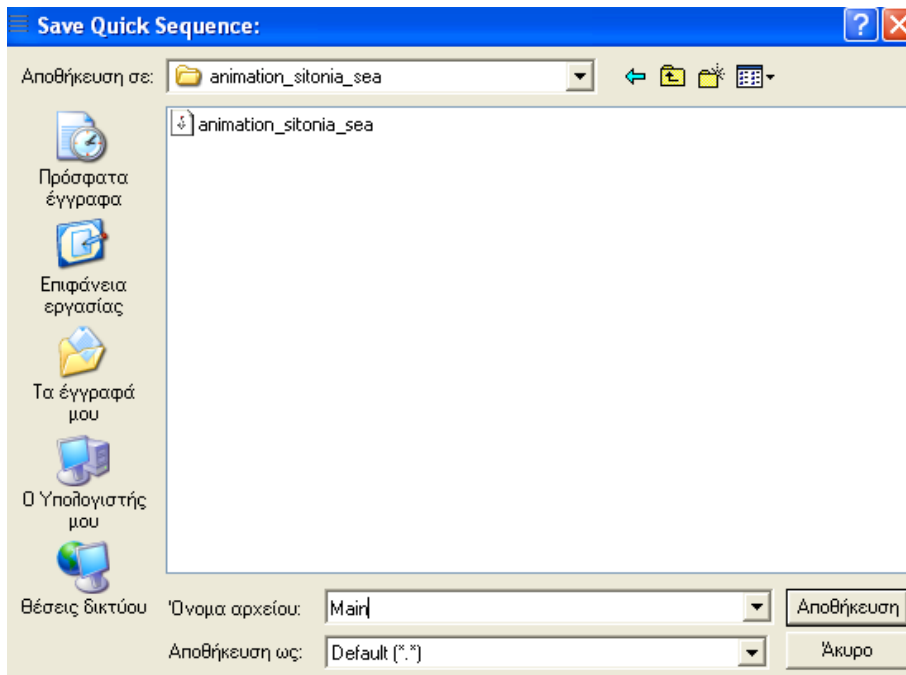 Save Quick Sequence:
Αποθήκευση σε:
animation_sitonia_sea
animation_sitonia_sea
Πρόσφατα
έγγραφα
Επιφάνεια
εργασίας
Τα έγγραφά
μου
Ο Υπολογιστής
μου
Θέσεις δικτύου
Όνομα αρχείου:
Main
Αποθήκευση
Αποθήκευση ως:
Default (*.*)
Άκυρο